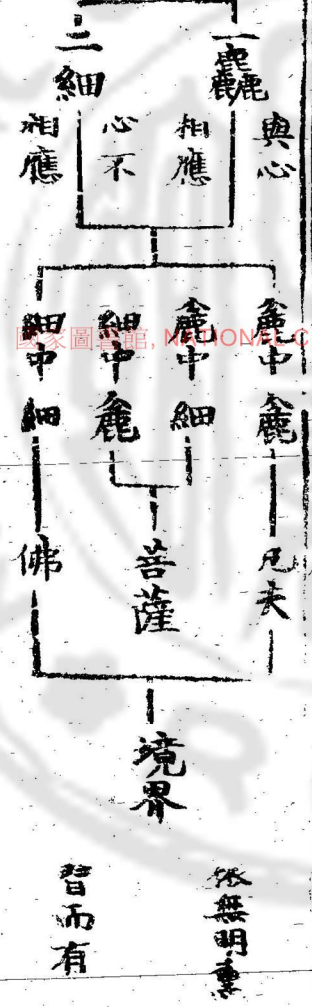 一麤
與心
相應
二細
心不
相應
麤中麤
麤中細
細中麤
細中細
凡夫
菩薩
佛
境界
依無明熏
習而有
國家圖書館, NATIONAL C